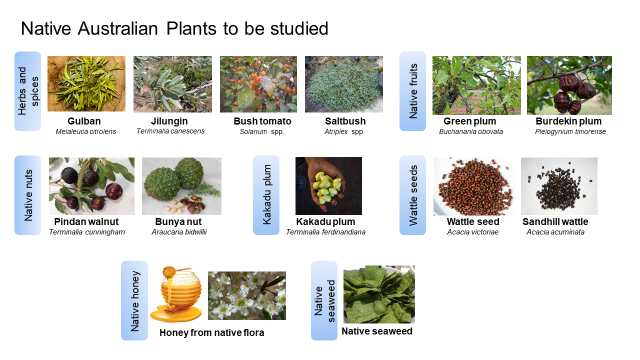 Native Australian Plants to be studied
Herbs and
spices
Gulban
Melaleuca citrolens
Jilungin
Terminalia canescens
Bush tomato
Solanum spp.
Saltbush
Atriplex spp.
Native fruits
Green plum
Buchanania obovata
Burdekin plum
Pleiogynium timorense
Native nuts
Pindan walnut
Terminalia cunningham
Bunya nut
Araucaria bidwillii
Kakadu plum
Kakadu plum
Terminalia ferdinandiana
Wattle seeds
Wattle seed
Acacia victoriae
Sandhill wattle
Acacia acuminata
Native honey
Honey from native flora
Native
seaweed
Native seaweed